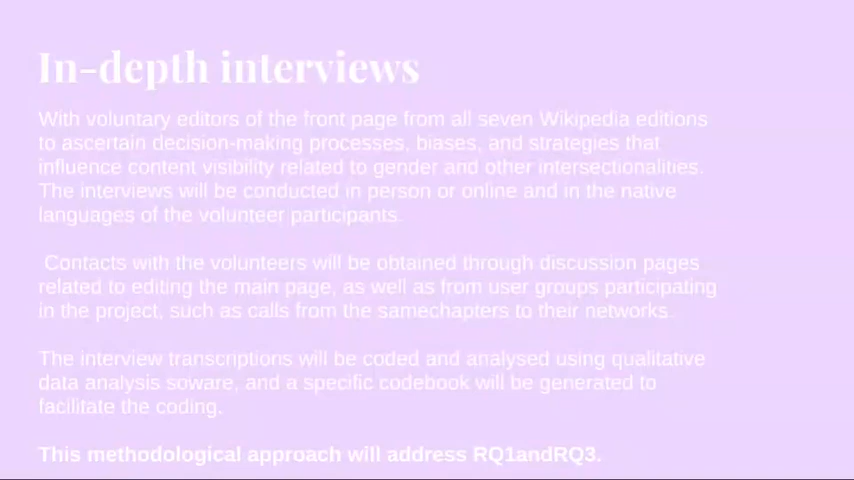 In-depth interviews
With voluntary editors of the front page from all seven Wikipedia editions
to ascertain decision-making processes, biases, and strategies that
influence content visibility related to gender and other intersectionalities.
The interviews will be conducted in person or online and in the native
languages of the volunteer participants.
Contacts with the volunteers will be obtained through discussion pages
related to editing the main page, as well as from user groups participating
in the project, such as calls from the samechapters to their networks.
The interview transcriptions will be coded and analysed using qualitative
data analysis soware, and a specific codebook will be generated to
facilitate the coding.
This methodological approach will address RQ1andRQ3.